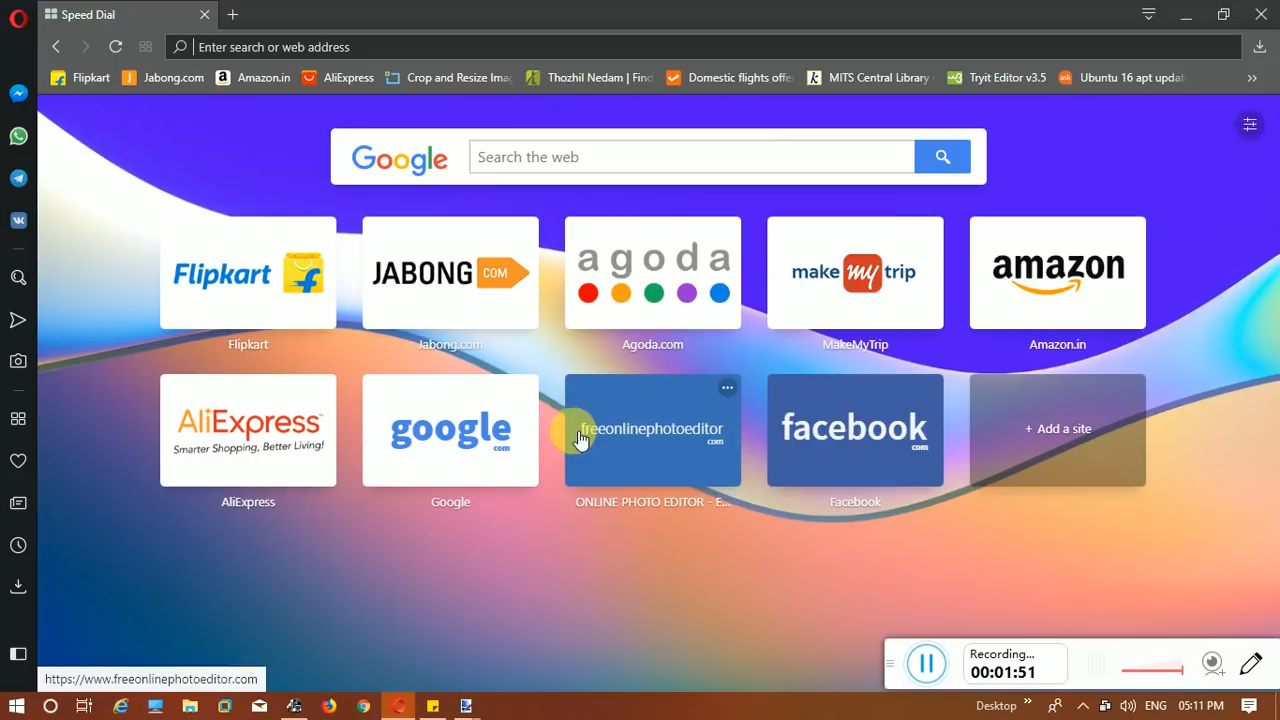 Speed Dial
Enter search or web address
Flipkart Jabong.com Amazon.in AliExpress Crop and Resize Ima Thozhil Nedam | Find Domestic flights offe MITS Central Library Tryit Editor v3.5 Ubuntu 16 apt updat
Google Search the web
Flipkart JABONG COM agoda make my trip amazon
Flipkart Jabong.com Agoda.com MakeMyTrip Amazon.in
AliExpress
Smarter Shopping, Better Living!
google
com
freeonlinephotoeditor
com
facebook
com
+ Add a site
AliExpress Google ONLINE PHOTO EDITOR - E... Facebook
Recording...
00:01:51
https://www.freeonlinephotoeditor.com
Desktop ENG 05:11 PM